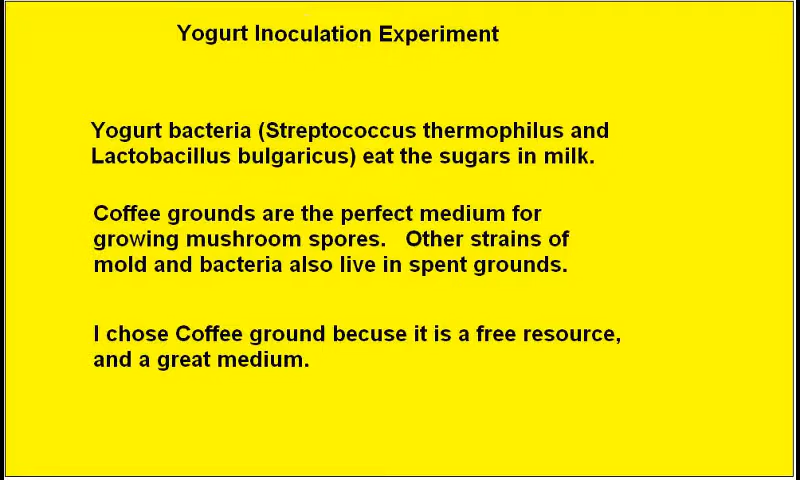 Yogurt Inoculation Experiment
Yogurt bacteria (Streptococcus thermophilus and
Lactobacillus bulgaricus) eat the sugars in milk.
Coffee grounds are the perfect medium for
growing mushroom spores.   Other strains of
mold and bacteria also live in spent grounds.
I chose Coffee ground becuse it is a free resource,
and a great medium.